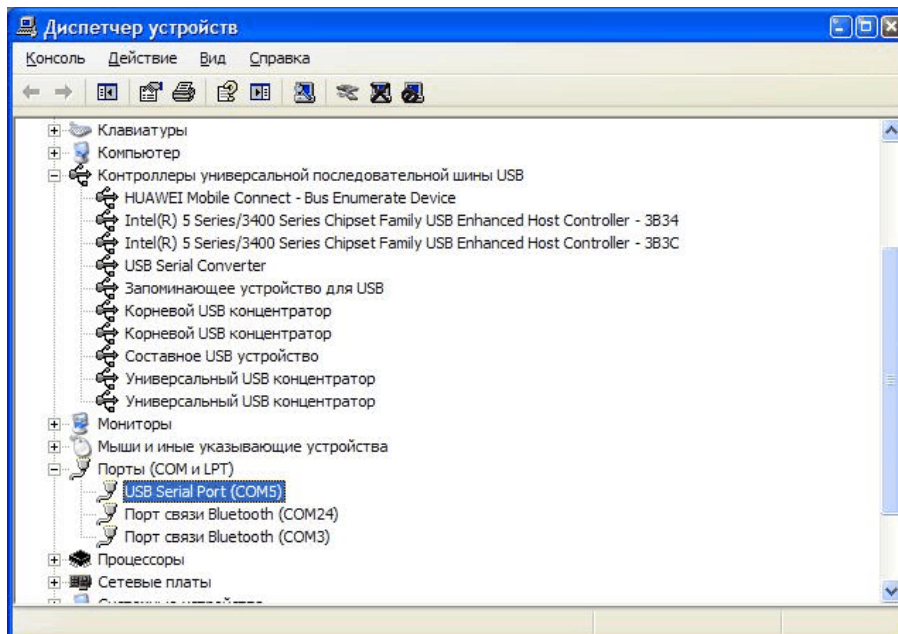 Диспетчер устройств
Консоль Действие Вид Справка
Клавиатуры
Компьютер
Контроллеры универсальной последовательной шины USB
HUAWEI Mobile Connect - Bus Enumerate Device
Intel(R) 5 Series/3400 Series Chipset Family USB Enhanced Host Controller - 3B34
Intel(R) 5 Series/3400 Series Chipset Family USB Enhanced Host Controller - 3B3C
USB Serial Converter
Запоминающее устройство для USB
Корневой USB концентратор
Корневой USB концентратор
Составное USB устройство
Универсальный USB концентратор
Универсальный USB концентратор
Мониторы
Мыши и иные указывающие устройства
Порты (COM и LPT)
USB Serial Port (COM5)
Порт связи Bluetooth (COM24)
Порт связи Bluetooth (COM3)
Процессоры
Сетевые платы